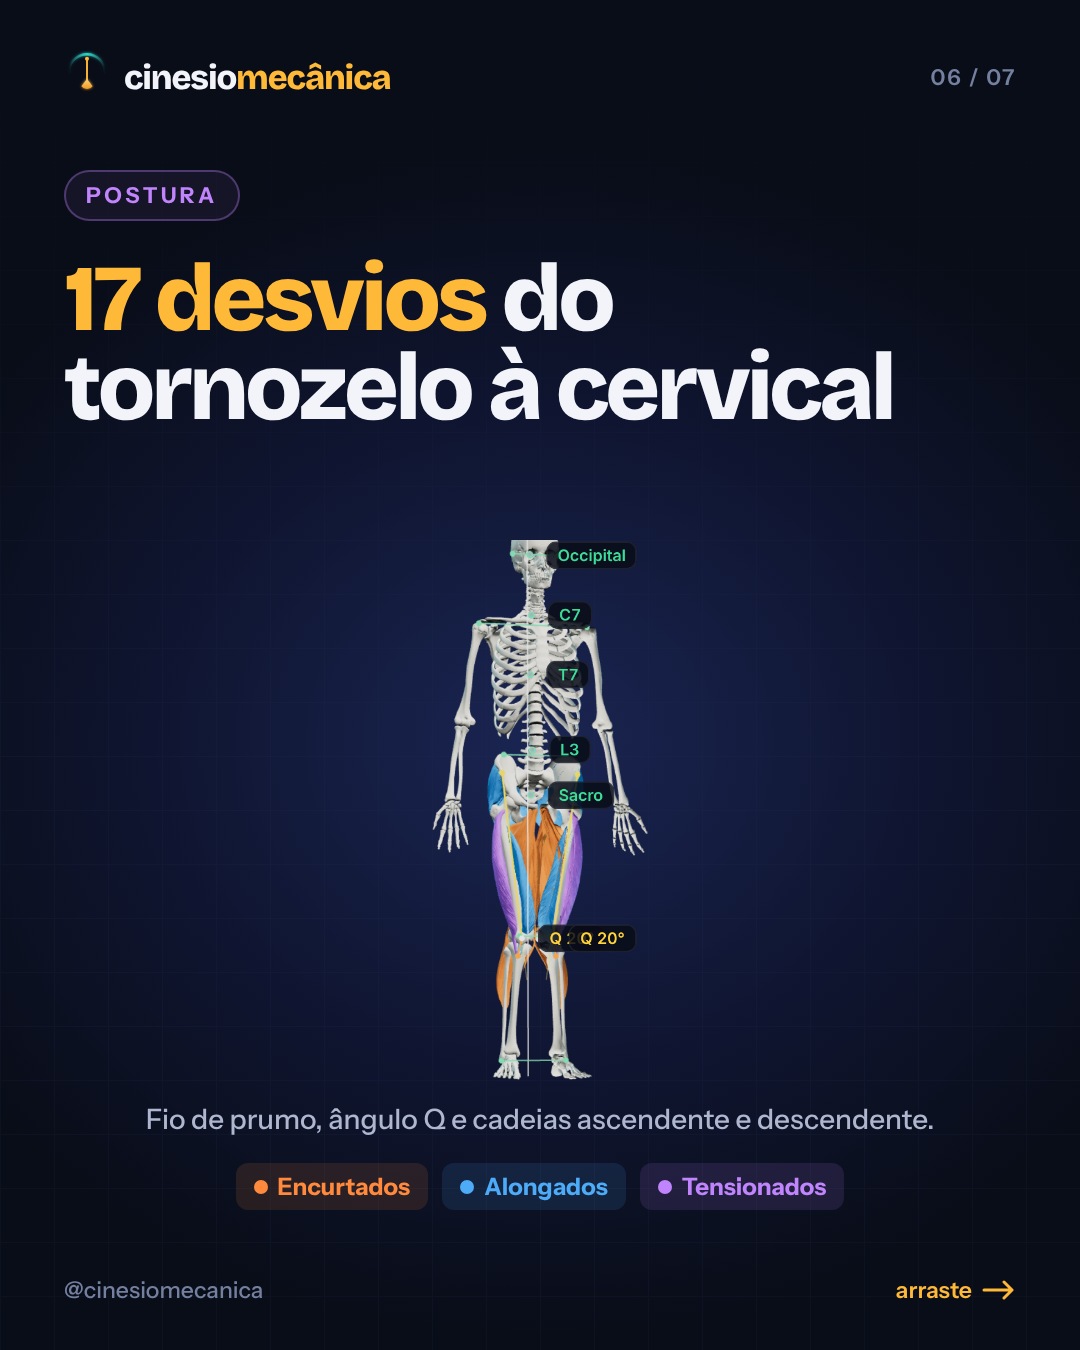 cinesiomecânica
06 / 07
POSTURA
17 desvios do
tornozelo à cervical
Occipital
C7
T7
L3
Sacro
Q 2
Q 20°
Fio de prumo, ângulo Q e cadeias ascendente e descendente.
Encurtados
Alongados
Tensionados
@cinesiomecanica
arraste →